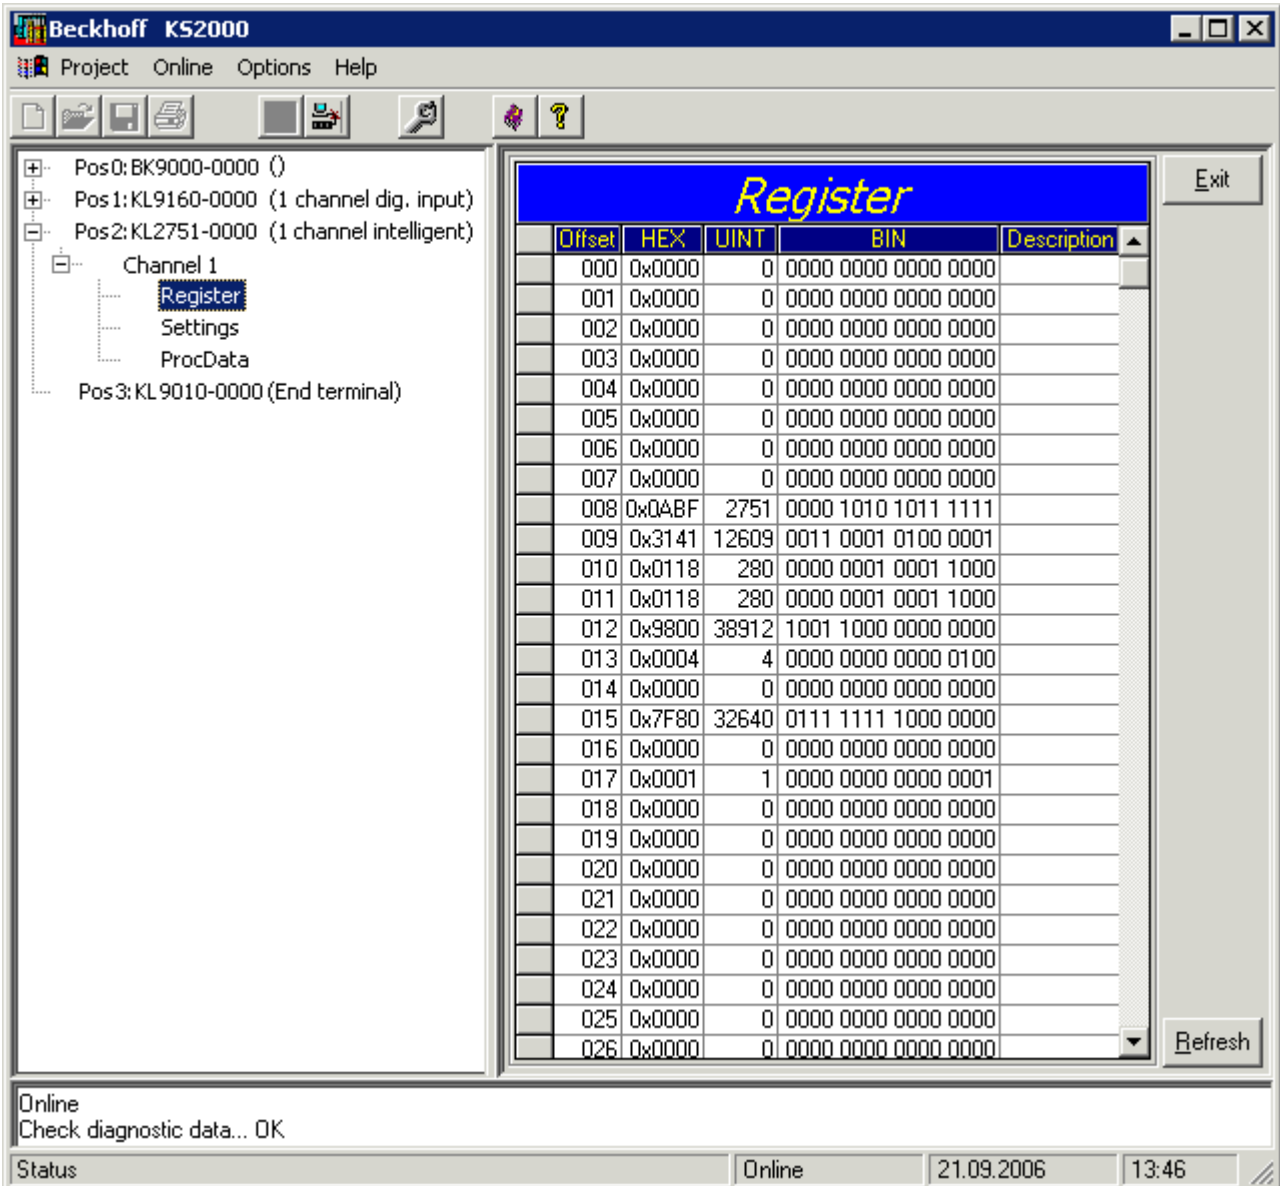 Beckhoff KS2000
Project Online Options Help
Pos0: BK9000-0000 ()
Pos1: KL9160-0000 (1 channel dig. input)
Pos2: KL2751-0000 (1 channel intelligent)
Channel 1
Register
Settings
ProcData
Pos3: KL9010-0000 (End terminal)
Register
Offset HEX UINT BIN Description
000 0x0000 0 0000 0000 0000 0000
001 0x0000 0 0000 0000 0000 0000
002 0x0000 0 0000 0000 0000 0000
003 0x0000 0 0000 0000 0000 0000
004 0x0000 0 0000 0000 0000 0000
005 0x0000 0 0000 0000 0000 0000
006 0x0000 0 0000 0000 0000 0000
007 0x0000 0 0000 0000 0000 0000
008 0x0ABF 2751 0000 1010 1011 1111
009 0x3141 12609 0011 0001 0100 0001
010 0x0118 280 0000 0001 0001 1000
011 0x0118 280 0000 0001 0001 1000
012 0x9800 38912 1001 1000 0000 0000
013 0x0004 4 0000 0000 0000 0100
014 0x0000 0 0000 0000 0000 0000
015 0x7F80 32640 0111 1111 1000 0000
016 0x0000 0 0000 0000 0000 0000
017 0x0001 1 0000 0000 0000 0001
018 0x0000 0 0000 0000 0000 0000
019 0x0000 0 0000 0000 0000 0000
020 0x0000 0 0000 0000 0000 0000
021 0x0000 0 0000 0000 0000 0000
022 0x0000 0 0000 0000 0000 0000
023 0x0000 0 0000 0000 0000 0000
024 0x0000 0 0000 0000 0000 0000
025 0x0000 0 0000 0000 0000 0000
026 0x0000 0 0000 0000 0000 0000
Exit
Refresh
Online
Check diagnostic data... OK
Status Online 21.09.2006 13:46